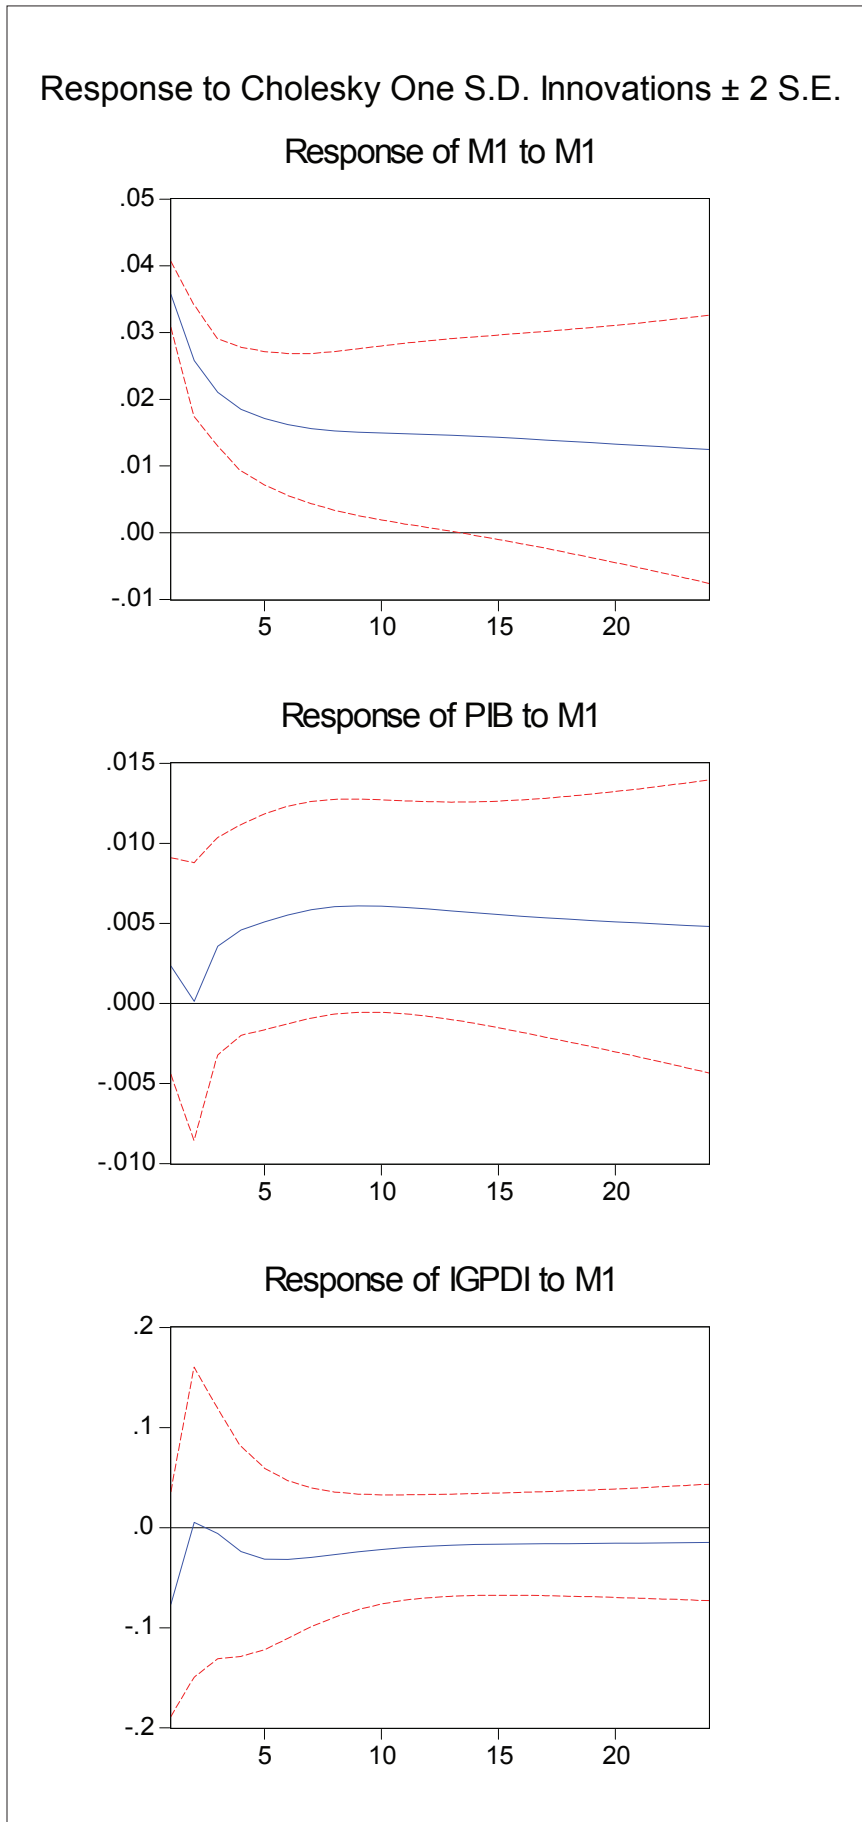 Response to Cholesky One S.D. Innovations ± 2 S.E.
Response of M1 to M1
.05
.04
.03
.02
.01
.00
-.01
5 10 15 20
Response of PIB to M1
.015
.010
.005
.000
-.005
-.010
5 10 15 20
Response of IGPDI to M1
.2
.1
.0
-.1
-.2
5 10 15 20